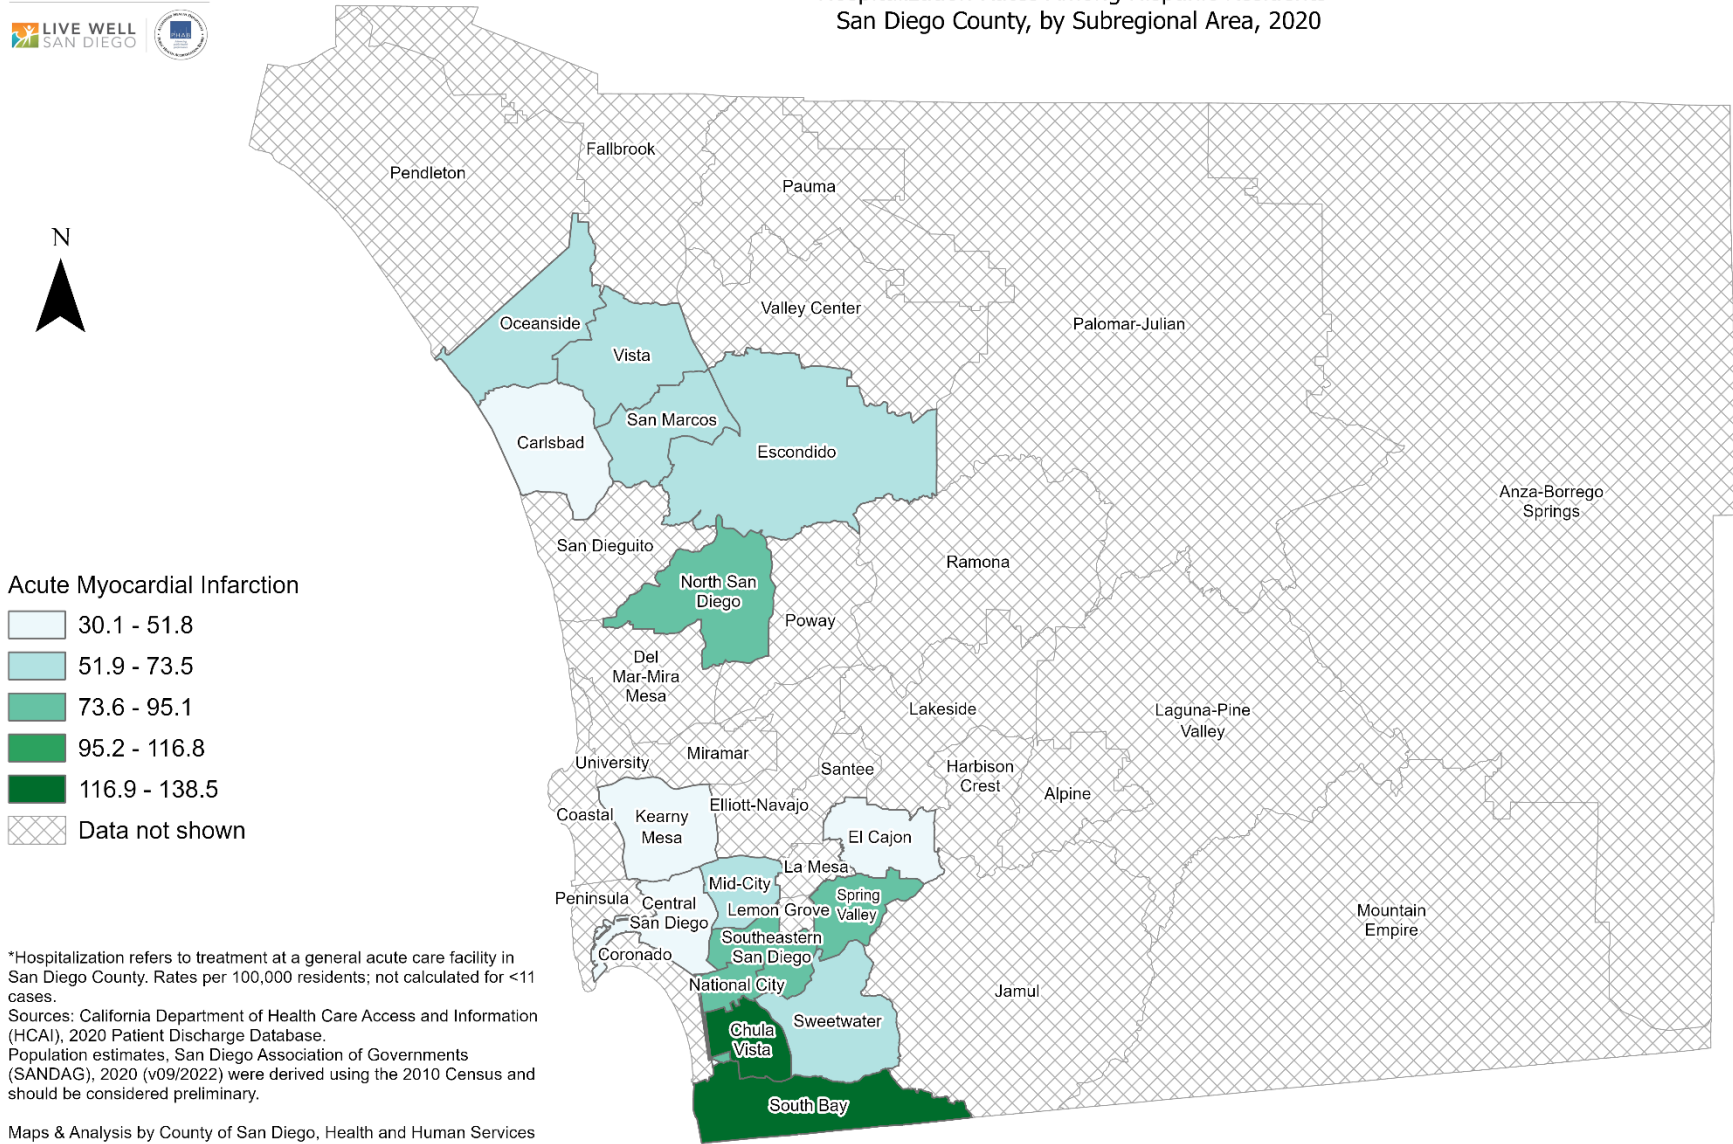 San Diego County, by Subregional Area, 2020
LIVE WELL
SAN DIEGO
PHAB
Fallbrook
Pendleton
Pauma
N
Valley Center
Oceanside
Palomar-Julian
Vista
San Marcos
Carlsbad
Escondido
Anza-Borrego
Springs
San Dieguito
Ramona
North San
Diego
Poway
Del
Mar-Mira
Mesa
Lakeside
Laguna-Pine
Valley
Miramar
University
Santee
Harbison
Crest
Alpine
Elliott-Navajo
Coastal
Kearny
Mesa
El Cajon
La Mesa
Mid-City
Peninsula
Central
San Diego
Lemon Grove
Spring
Valley
Mountain
Empire
Southeastern
San Diego
Coronado
National City
Jamul
Sweetwater
Chula
Vista
South Bay
Acute Myocardial Infarction
30.1 - 51.8
51.9 - 73.5
73.6 - 95.1
95.2 - 116.8
116.9 - 138.5
Data not shown
*Hospitalization refers to treatment at a general acute care facility in
San Diego County. Rates per 100,000 residents; not calculated for <11
cases.
Sources: California Department of Health Care Access and Information
(HCAI), 2020 Patient Discharge Database.
Population estimates, San Diego Association of Governments
(SANDAG), 2020 (v09/2022) were derived using the 2010 Census and
should be considered preliminary.
Maps & Analysis by County of San Diego, Health and Human Services